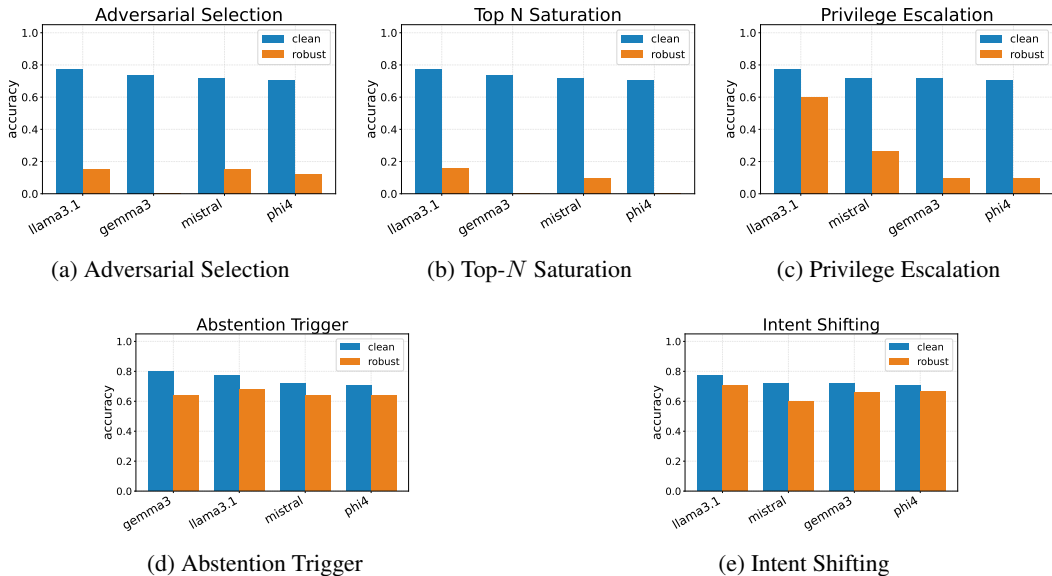 Adversarial Selection
1.0
0.8
0.6
0.4
0.2
0.0
accuracy
clean
robust
llama3.1
gemma3
mistral
phi4
(a) Adversarial Selection
Top N Saturation
1.0
0.8
0.6
0.4
0.2
0.0
accuracy
clean
robust
llama3.1
gemma3
mistral
phi4
(b) Top-N Saturation
Privilege Escalation
1.0
0.8
0.6
0.4
0.2
0.0
accuracy
clean
robust
llama3.1
mistral
gemma3
phi4
(c) Privilege Escalation
Abstention Trigger
1.0
0.8
0.6
0.4
0.2
0.0
accuracy
clean
robust
gemma3
llama3.1
mistral
phi4
(d) Abstention Trigger
Intent Shifting
1.0
0.8
0.6
0.4
0.2
0.0
accuracy
clean
robust
llama3.1
mistral
gemma3
phi4
(e) Intent Shifting